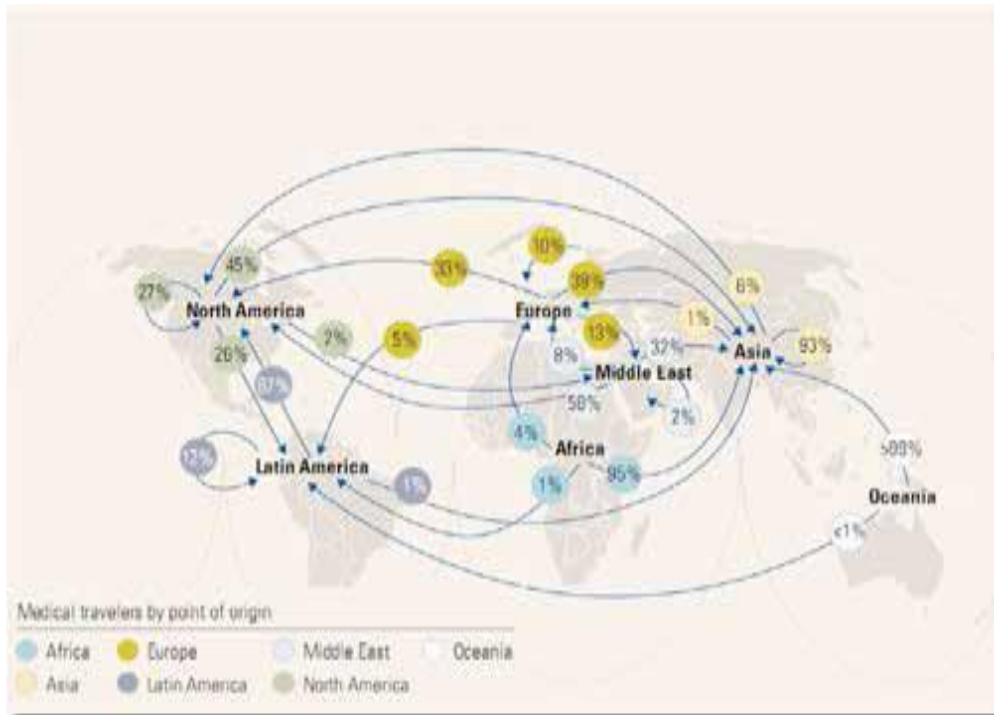 10%
45%
33%
39%
6%
27%
North America
Europe
1%
2%
5%
13%
32%
Asia
93%
26%
8%
Middle East
58%
2%
4%
Africa
12%
Latin America
1%
1%
95%
Oceania
<1%
Medical travelers by point of origin
Africa
Europe
Middle East
Oceania
Asia
Latin America
North America